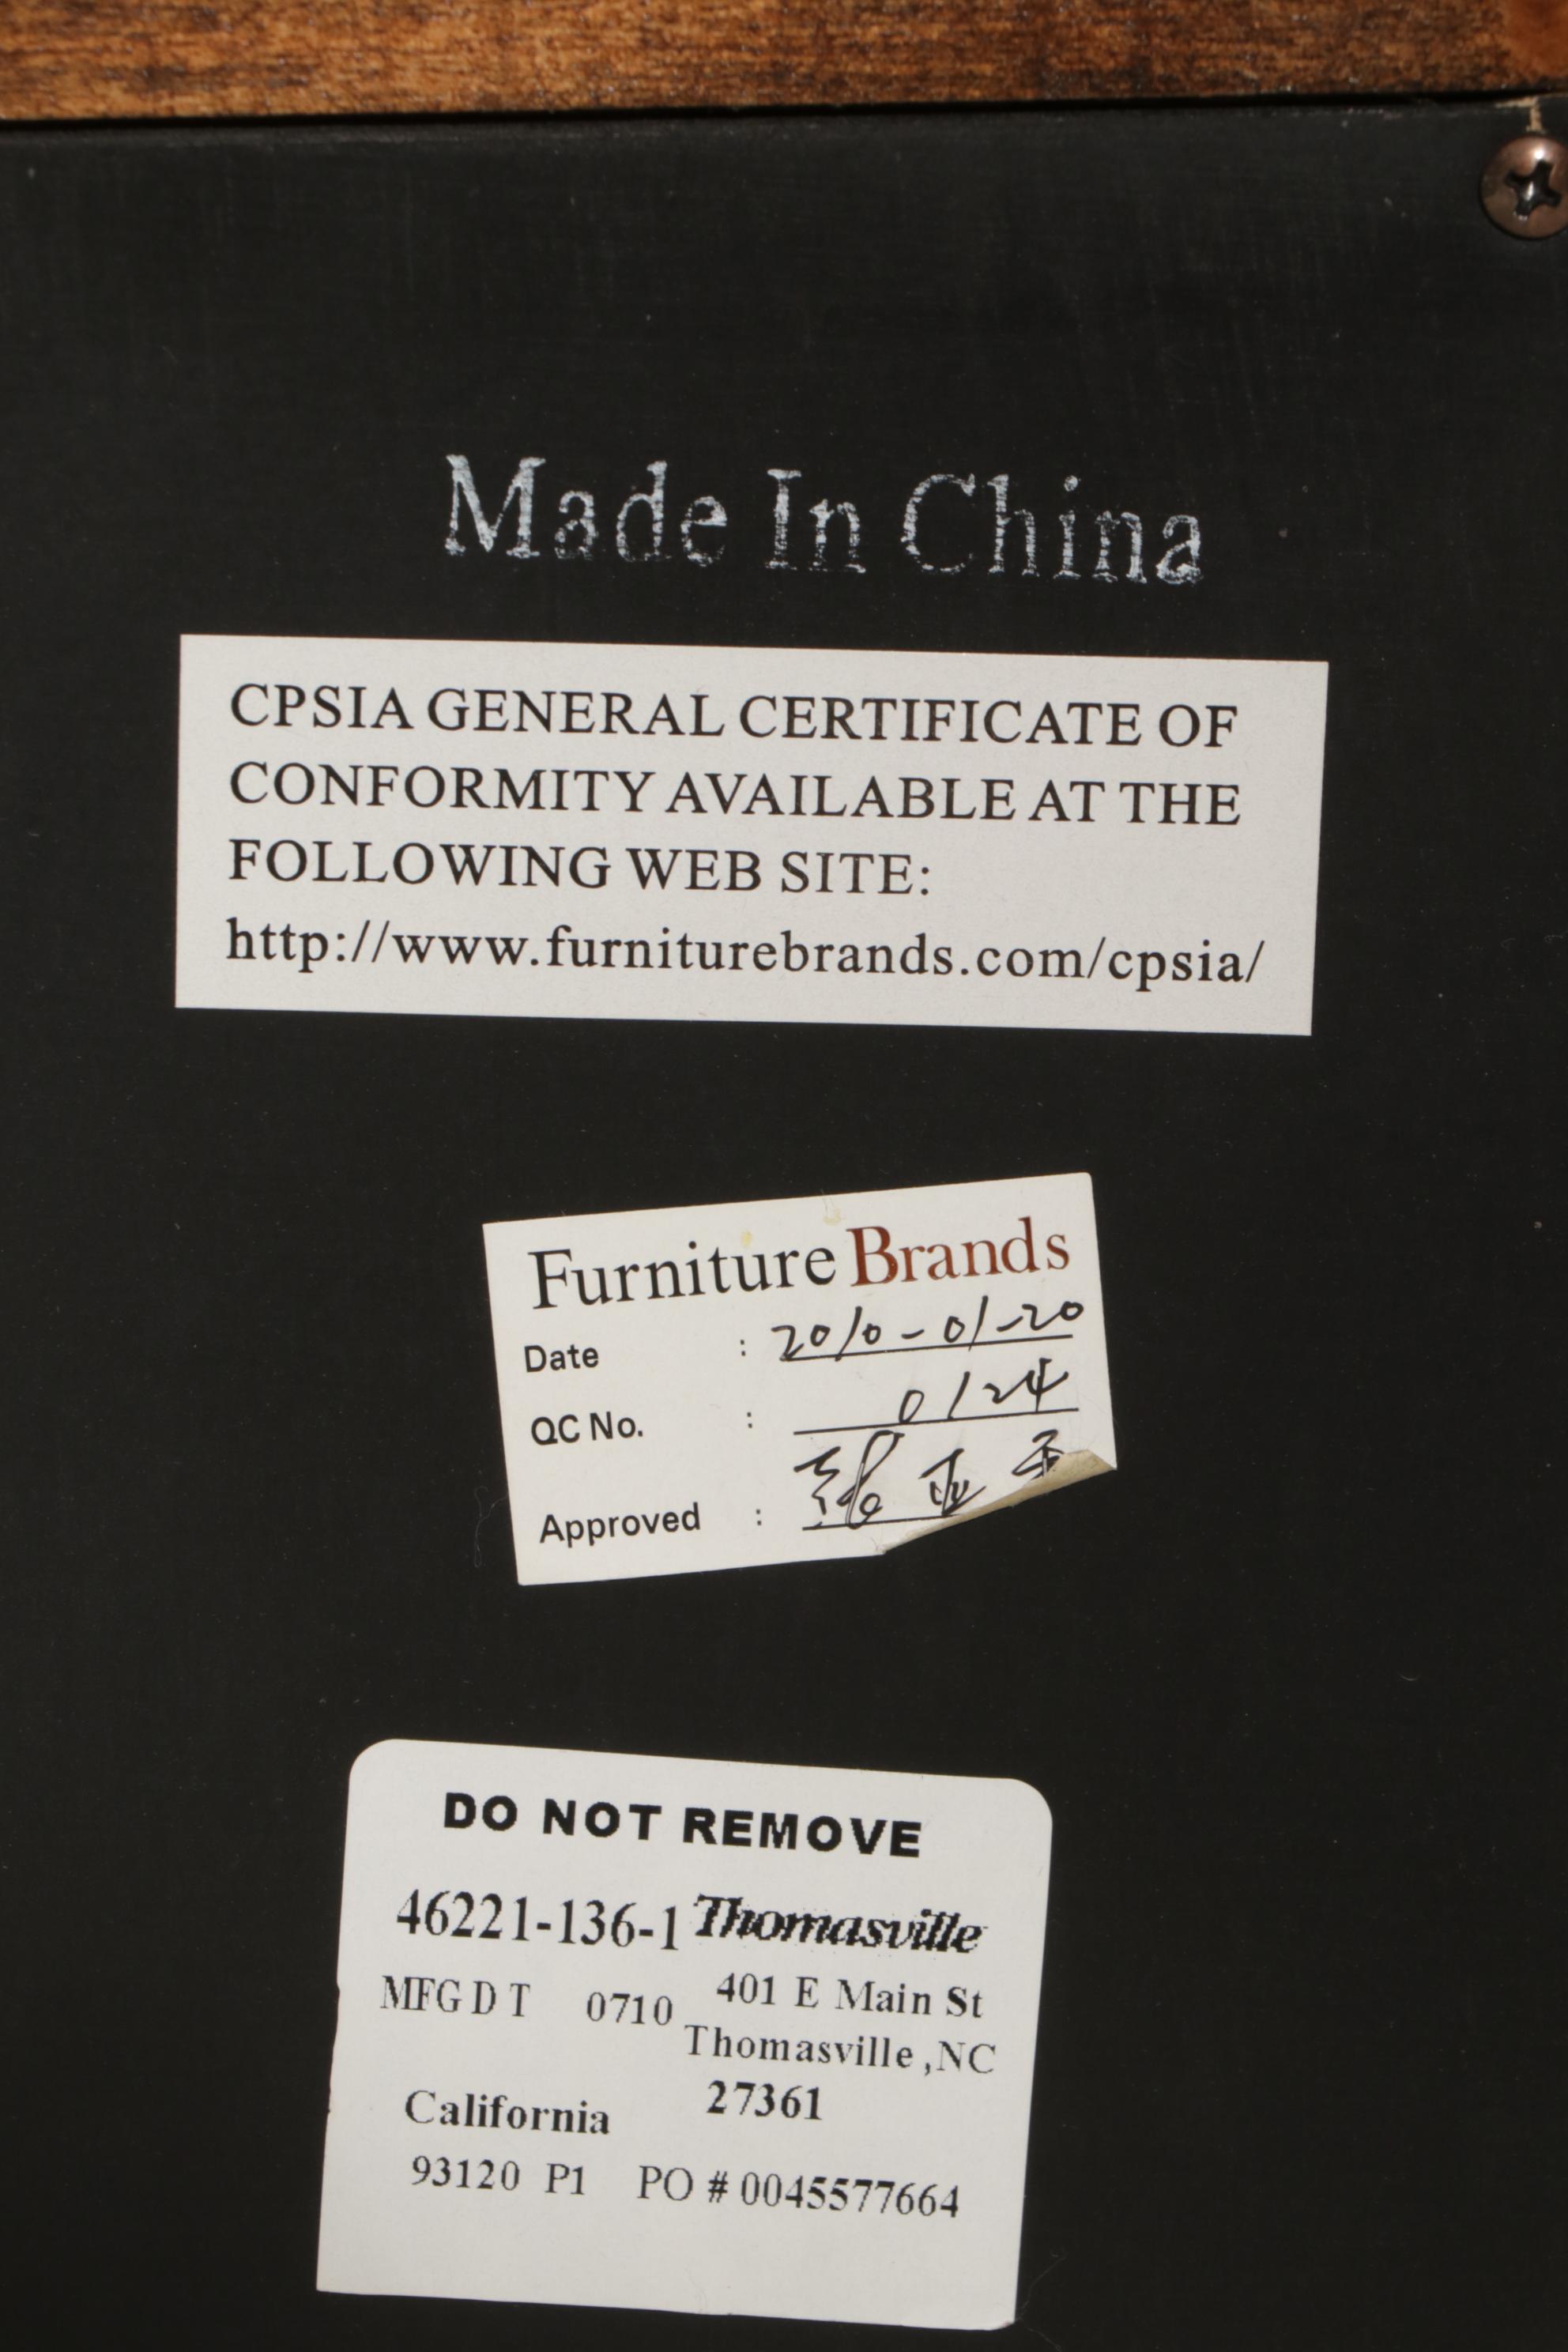 Made In China
CPSIA GENERAL CERTIFICATE OF
CONFORMITY AVAILABLE AT THE
FOLLOWING WEB SITE:
http://www.furniturebrands.com/cpsia/
Furniture Brands
Date : 2010-01-20
QC No. : 0124
Approved :
DO NOT REMOVE
46221-136-1 Thomasville
MFG D T 0710 401 E Main St
Thomasville ,NC
California 27361
93120 P1 PO # 0045577664